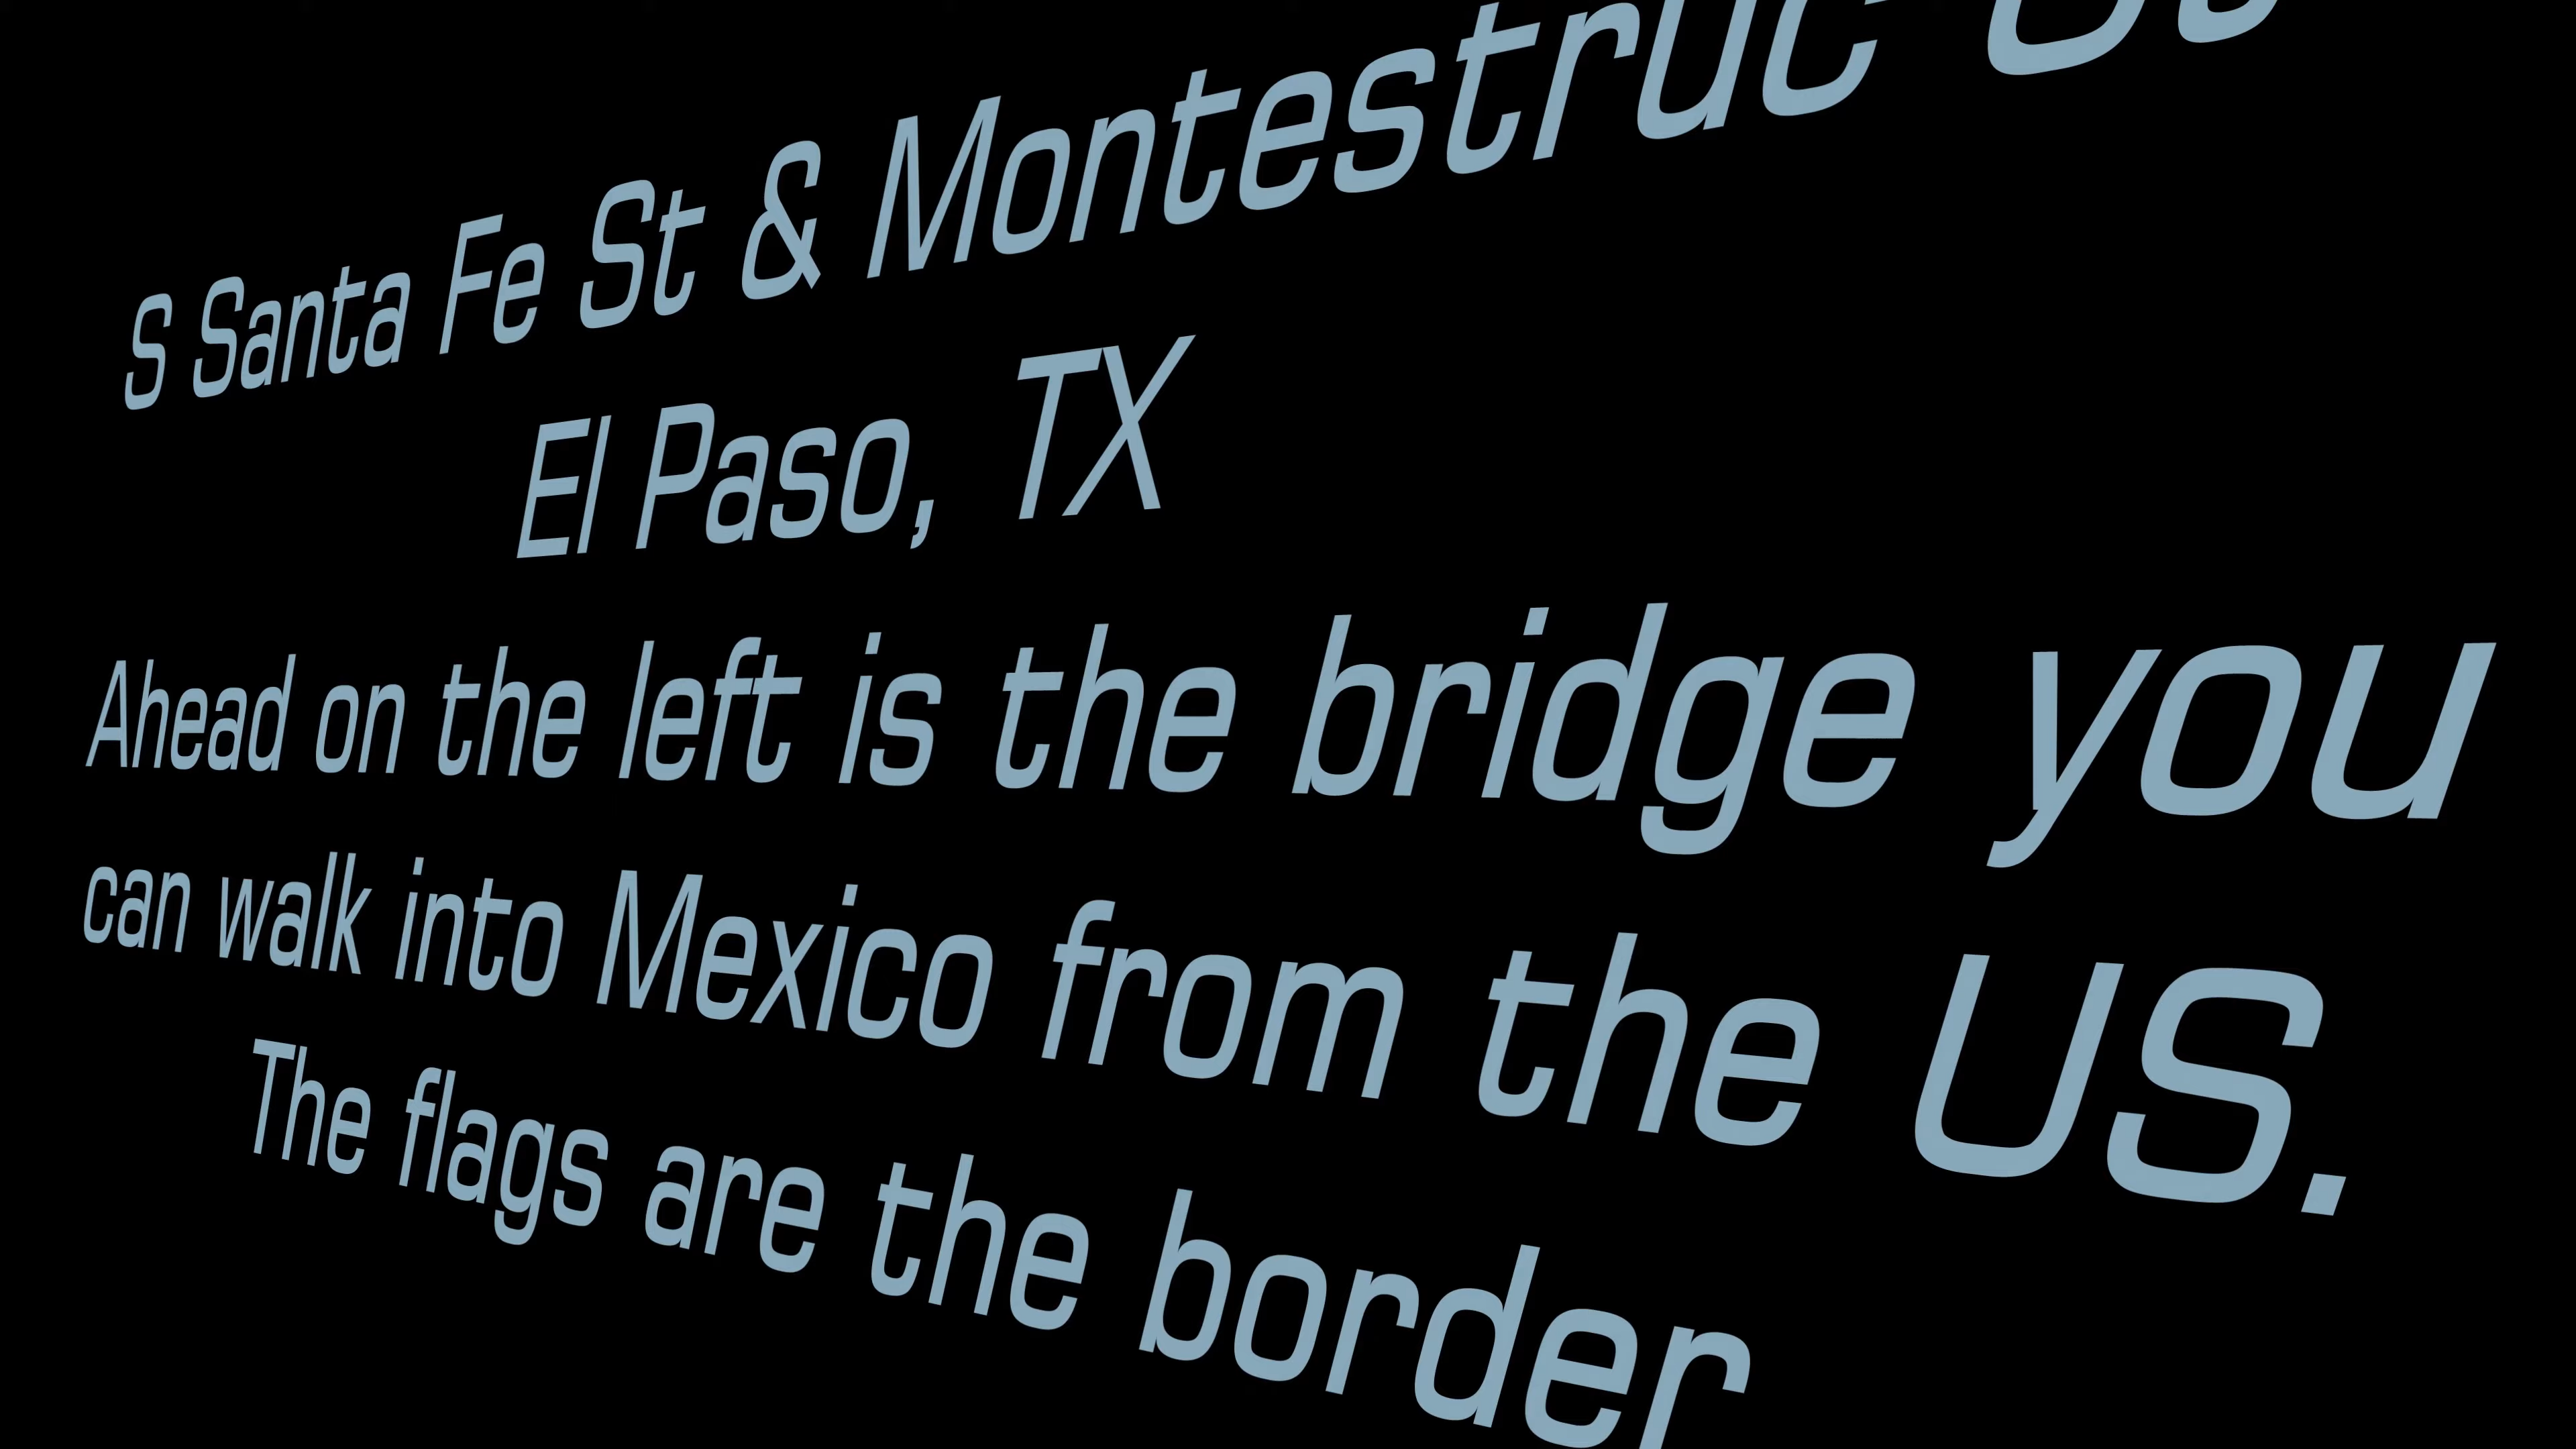 S Santa Fe St & Montestruc
El Paso, TX
Ahead on the left is the bridge you
can walk into Mexico from the US.
The flags are the border